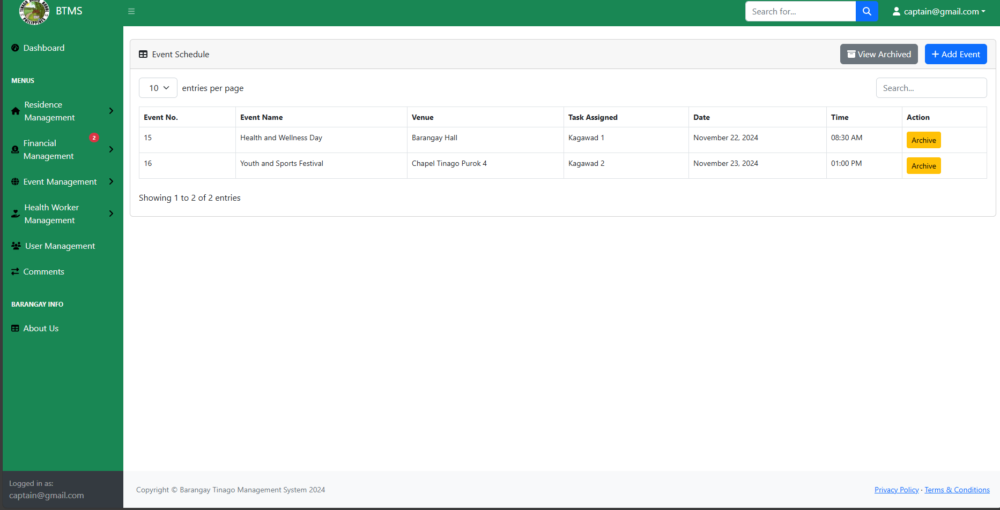 TINAGO DAUIS BOHOL
PHILIPPINES
BTMS
Search for...
captain@gmail.com
Dashboard
MENUS
Residence
Management
Financial
Management
2
Event Management
Health Worker
Management
User Management
Comments
BARANGAY INFO
About Us
Logged in as:
captain@gmail.com
Event Schedule
View Archived
Add Event
10 entries per page
Search...
Event No. Event Name Venue Task Assigned Date Time Action
15 Health and Wellness Day Barangay Hall Kagawad 1 November 22, 2024 08:30 AM Archive
16 Youth and Sports Festival Chapel Tinago Purok 4 Kagawad 2 November 23, 2024 01:00 PM Archive
Showing 1 to 2 of 2 entries
Copyright © Barangay Tinago Management System 2024
Privacy Policy · Terms & Conditions